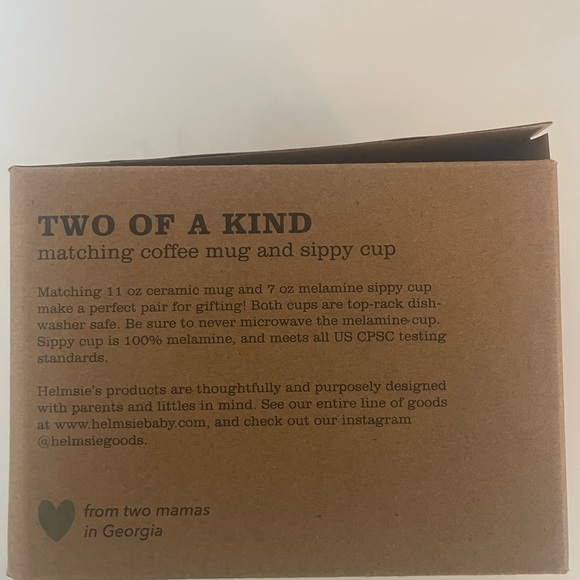 TWO OF A KIND
matching coffee mug and sippy cup
Matching 11 oz ceramic mug and 7 oz melamine sippy cup
make a perfect pair for gifting! Both cups are top-rack dish-
washer safe. Be sure to never microwave the melamine cup.
Sippy cup is 100% melamine, and meets all US CPSC testing
standards.
Helmsie's products are thoughtfully and purposely designed
with parents and littles in mind. See our entire line of goods
at www.helmsiebaby.com, and check out our instagram
@helmsiegoods.
from two mamas
in Georgia